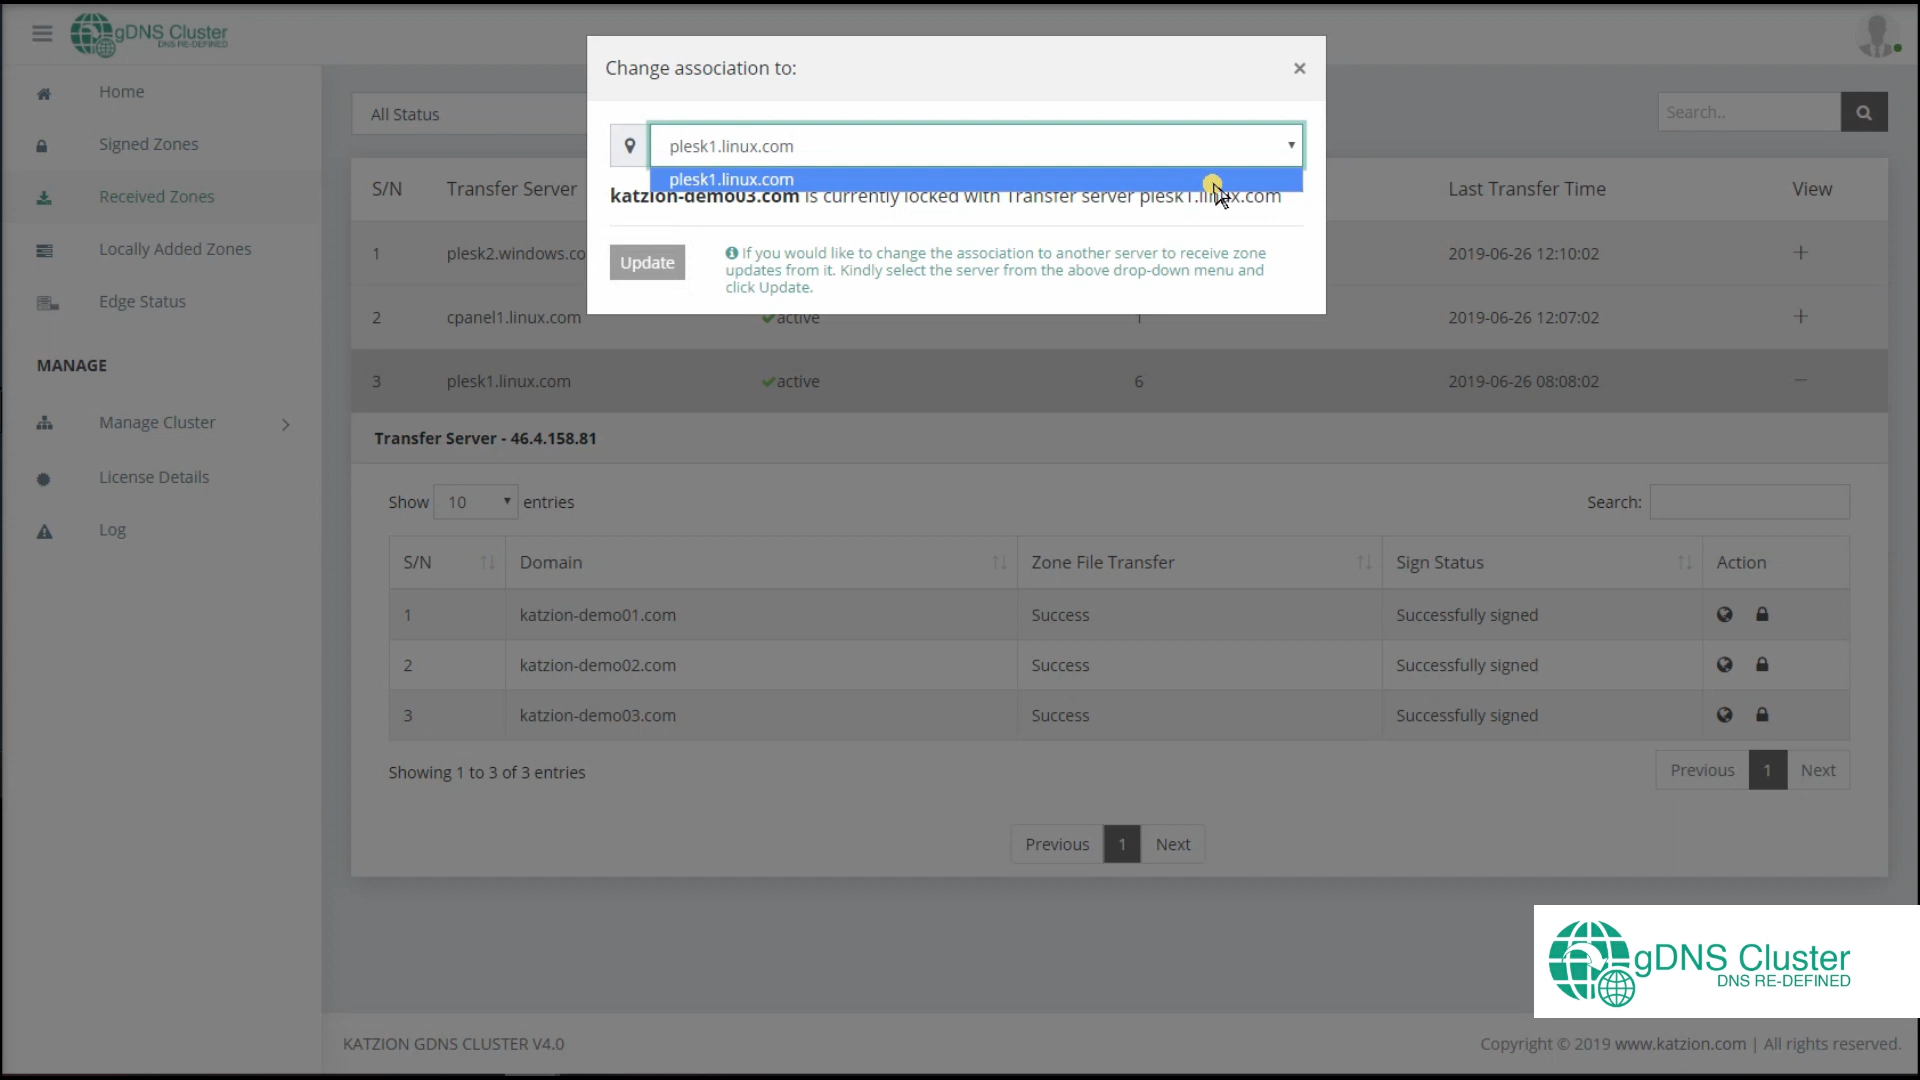 gDNS Cluster
DNS RE-DEFINED
Home
Signed Zones
Received Zones
Locally Added Zones
Edge Status
MANAGE
Manage Cluster
License Details
Log
Change association to:
×
plesk1.linux.com
plesk1.linux.com
katzion-demo03.com is currently locked with Transfer server plesk1.linux.com
Update
If you would like to change the association to another server to receive zone
updates from it. Kindly select the server from the above drop-down menu and
click Update.
All Status
Search..
S/N Transfer Server Last Transfer Time View
1 plesk2.windows.co 2019-06-26 12:10:02 +
2 cpanel1.linux.com active 1 2019-06-26 12:07:02 +
3 plesk1.linux.com active 6 2019-06-26 08:08:02 −
Transfer Server - 46.4.158.81
Show 10 entries Search:
S/N Domain Zone File Transfer Sign Status Action
1 katzion-demo01.com Success Successfully signed
2 katzion-demo02.com Success Successfully signed
3 katzion-demo03.com Success Successfully signed
Showing 1 to 3 of 3 entries
Previous 1 Next
Previous 1 Next
gDNS Cluster
DNS RE-DEFINED
KATZION GDNS CLUSTER V4.0
Copyright © 2019 www.katzion.com | All rights reserved.